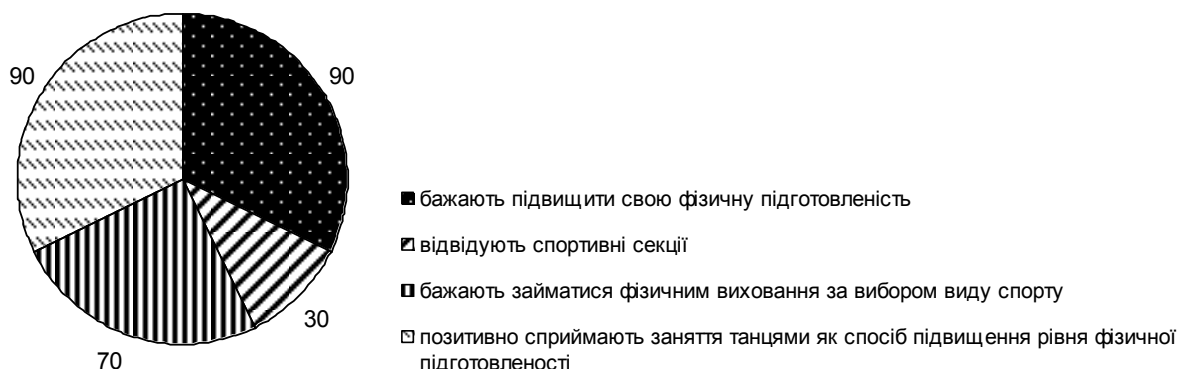 90
90
30
70
бажають підвищити свою фізичну підготовленість
відвідують спортивні секції
бажають займатися фізичним виховання за вибором виду спорту
позитивно сприймають заняття танцями як спосіб підвищення рівня фізичної
підготовленості